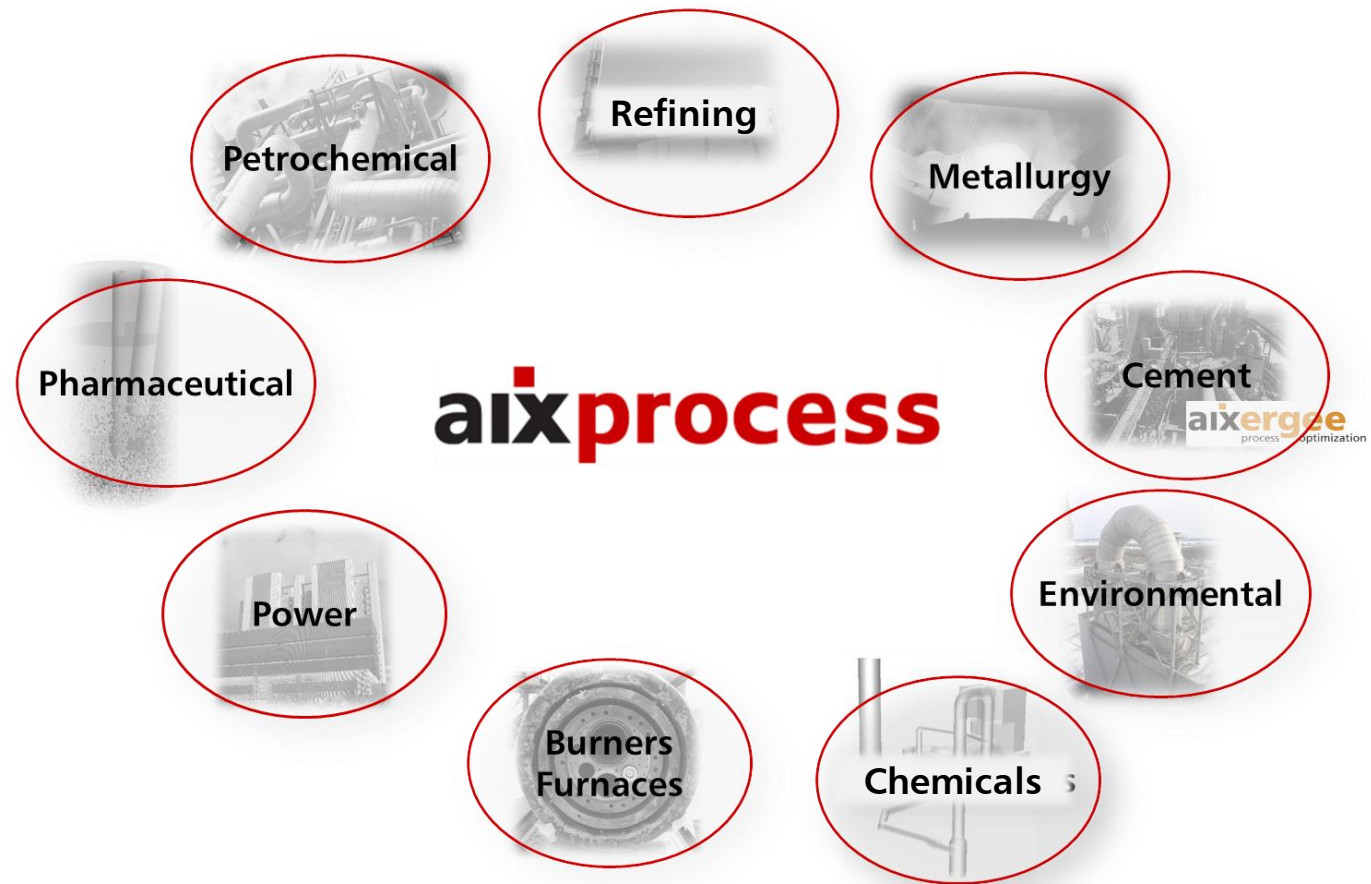 Refining
Petrochemical
Metallurgy
Pharmaceutical
Cement
aixergee
process optimization
aixprocess
Environmental
Power
Burners
Furnaces
Chemicals s